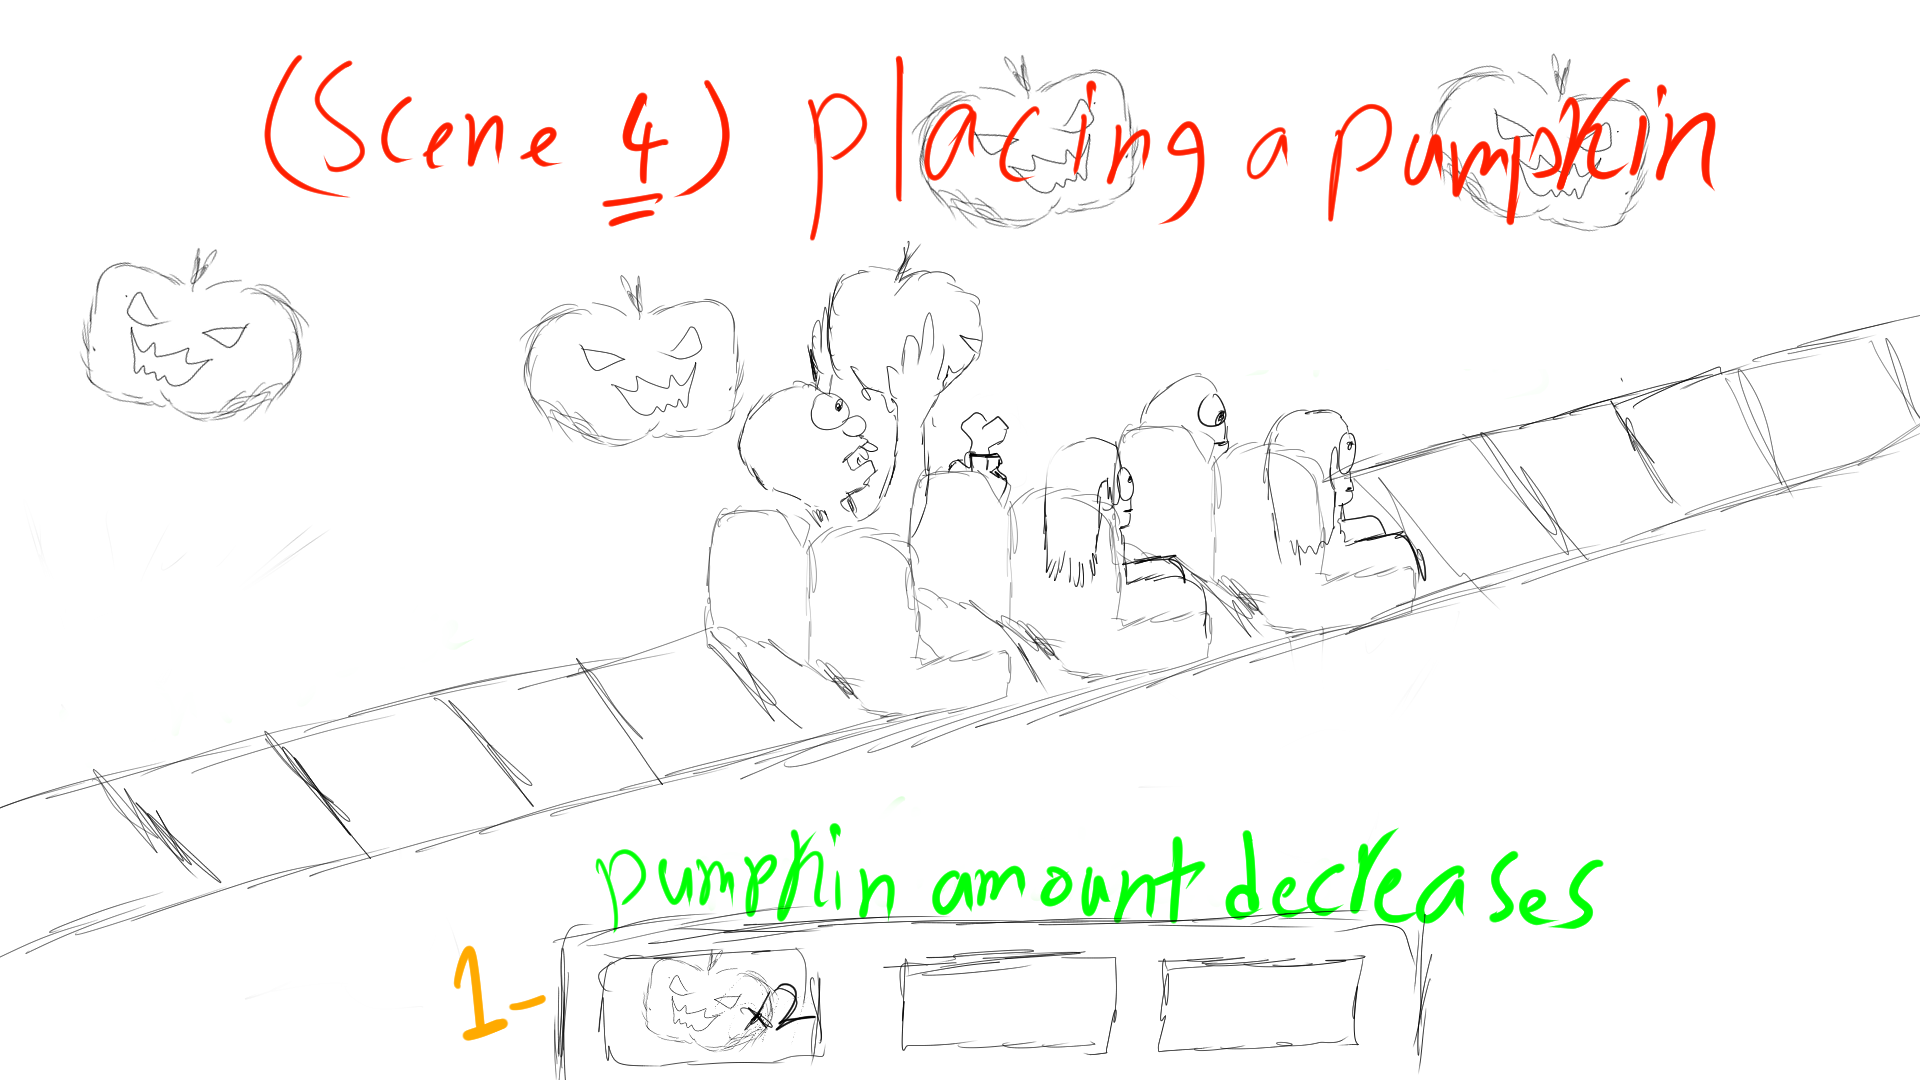 (Scene 4) placing a pumpkin
pumpkin amount decreases
1-
x2